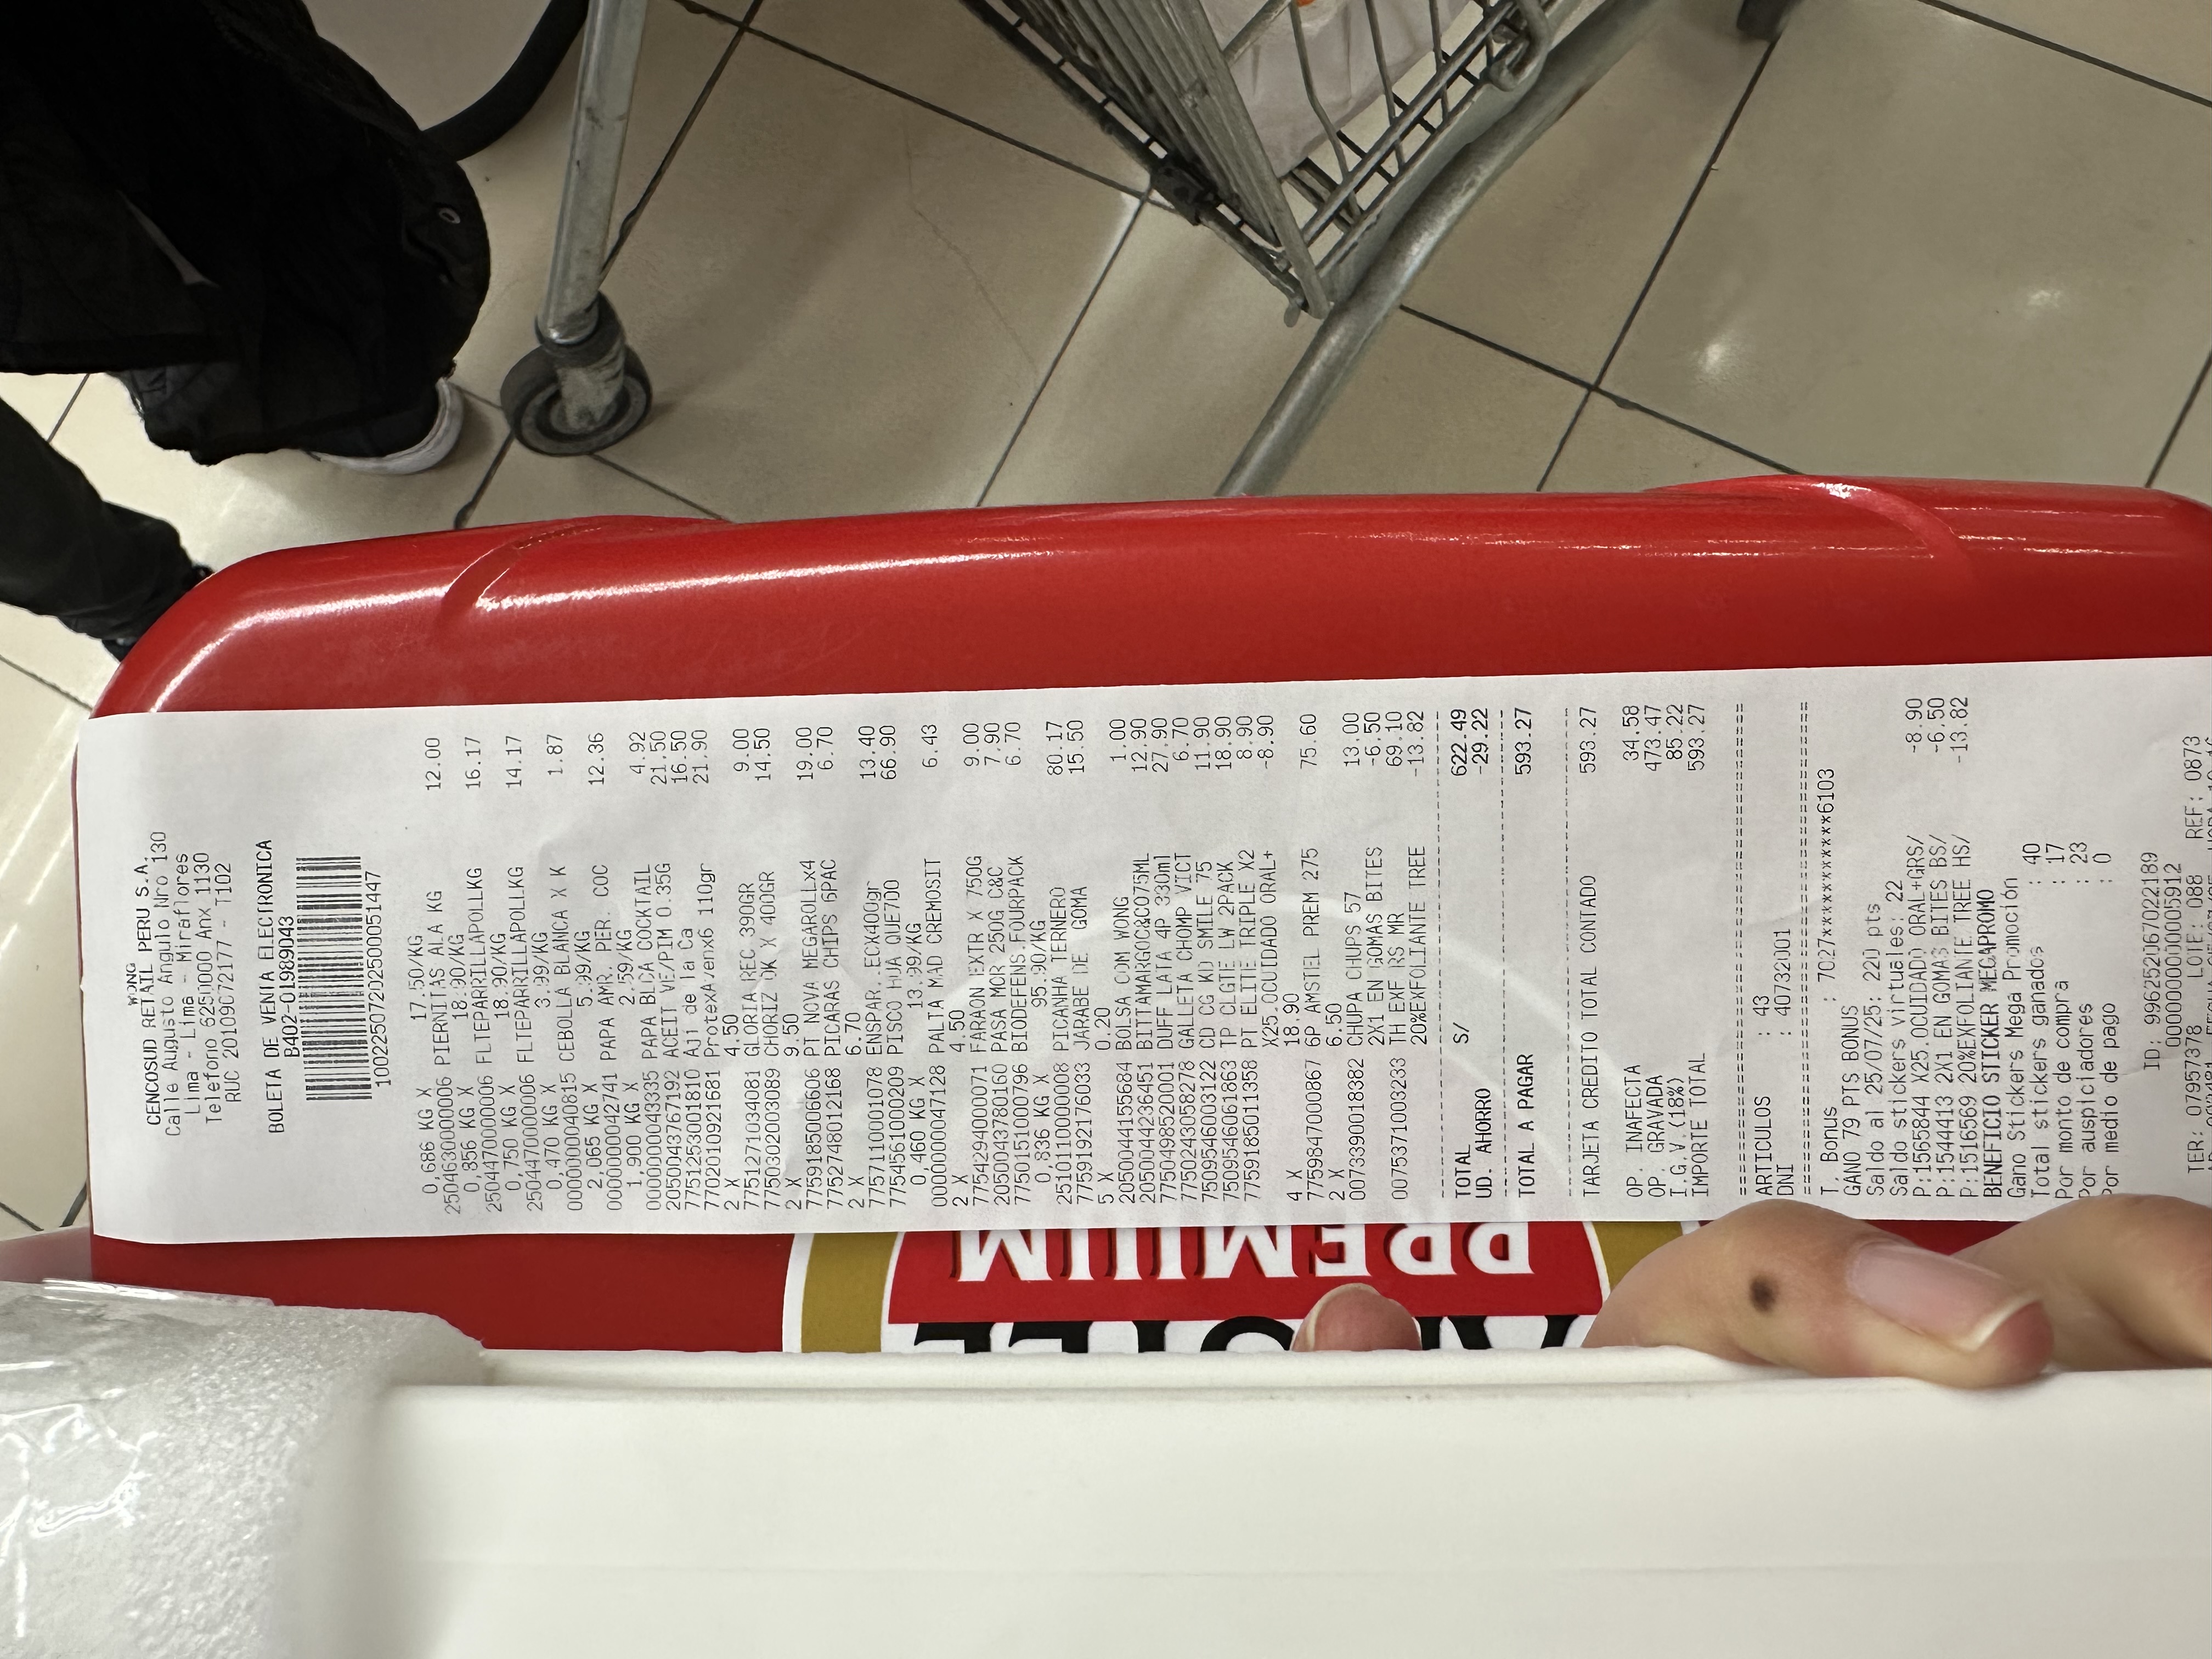 WONG
CENCOSUD RETAIL PERU S.A.
Calle Augusto Angulo Nro 130
Lima - Lima - Miraflores
Telefono 6250000 Anx 1130
RUC 20109072177 - T102
BOLETA DE VENTA ELECTRONICA
B402-01989043
10022507202500051447
0,686 KG X 17.50/KG
2504630000006 PIERNITAS ALA KG 12.00
0,856 KG X 18.90/KG
2504470000006 FLTEPARRILLAPOLLKG 16.17
0,750 KG X 18.90/KG
2504470000006 FLTEPARRILLAPOLLKG 14.17
0,470 KG X 3.99/KG
0000000040815 CEBOLLA BLANCA X K 1.87
2,065 KG X 5.99/KG
0000000042741 PAPA AMR. PER. COC 12.36
1,900 KG X 2.59/KG
0000000043335 PAPA BLCA COCKTAIL 4.92
2050043767192 ACEIT VE/PIM 0.35G 21.50
7751253001810 Aji de la Ca 16.50
7702010921681 ProtexAvenx6 110gr 21.90
2 X 4.50
7751271034081 GLORIA REC 390GR 9.00
7750302003089 CHORIZ OK X 400GR 14.50
2 X 9.50
7759185006606 PT NOVA MEGAROLLx4 19.00
7752748012168 PICARAS CHIPS 6PAC 6.70
2 X 6.70
7757110001078 ENSPAR..ECX400gr 13.40
7754561000209 PISCO HUA QUE700 66.90
0,460 KG X 13.99/KG
0000000047128 PALTA MAD CREMOSIT 6.43
2 X 4.50
7754294000071 FARAON EXTR X 750G 9.00
2050043780160 PASA MOR 250G C&C 7.90
7750151000796 BIODEFENS.FOURPACK 6.70
0,836 KG X 95.90/KG
2510110000008 PICANHA TERNERO 80.17
7759192176033 JARABE DE GOMA 15.50
5 X 0.20
2050044155684 BOLSA COM WONG 1.00
2050044236451 BITTAMARGOC&C075ML 12.90
7750498520001 DUFF LATA 4P 330ml 27.90
7750243058278 GALLETA CHOMP VICT 6.70
7509546003122 CD CG KD SMILE 75 11.90
7509546061863 TP CLGTE LW 2PACK 18.90
7759185011358 PT ELITE TRIPLE X2 8.90
X25.OCUIDADO ORAL+ -8.90
4 X 18.90
7759847000867 6P AMSTEL PREM 275 75.60
2 X 6.50
0073390018382 CHUPA CHUPS 57 13.00
2X1 EN GOMAS BITES -6.50
0075371003233 TH EXF RS MR 69.10
20%EXFOLIANTE TREE -13.82
TOTAL S/ 622.49
UD. AHORRO -29.22
TOTAL A PAGAR 593.27
TARJETA CREDITO TOTAL CONTADO 593.27
OP. INAFECTA 34.58
OP. GRAVADA 473.47
I.G.V.(18%) 85.22
IMPORTE TOTAL 593.27
ARTICULOS : 43
DNI : 40732001
T. Bonus : 7027***********6103
GANO 79 PTS BONUS
Saldo al 25/07/25: 220 pts
Saldo stickers virtuales: 22
P:1565844 X25.OCUIDADO ORAL+GRS/ -8.90
P:1544413 2X1 EN GOMAS BITES BS/ -6.50
P:1516569 20%EXFOLIANTE TREE HS/ -13.82
BENEFICIO STICKER MEGAPROMO
Gano Stickers Mega Promoción
Total stickers ganados : 40
Por monto de compra : 17
Por auspiciadores : 23
Por medio de pago : 0
ID: 996252067022189
0000000000005912
TER: 07957378 LOTE: 088 REF: 0873
PREMIUM